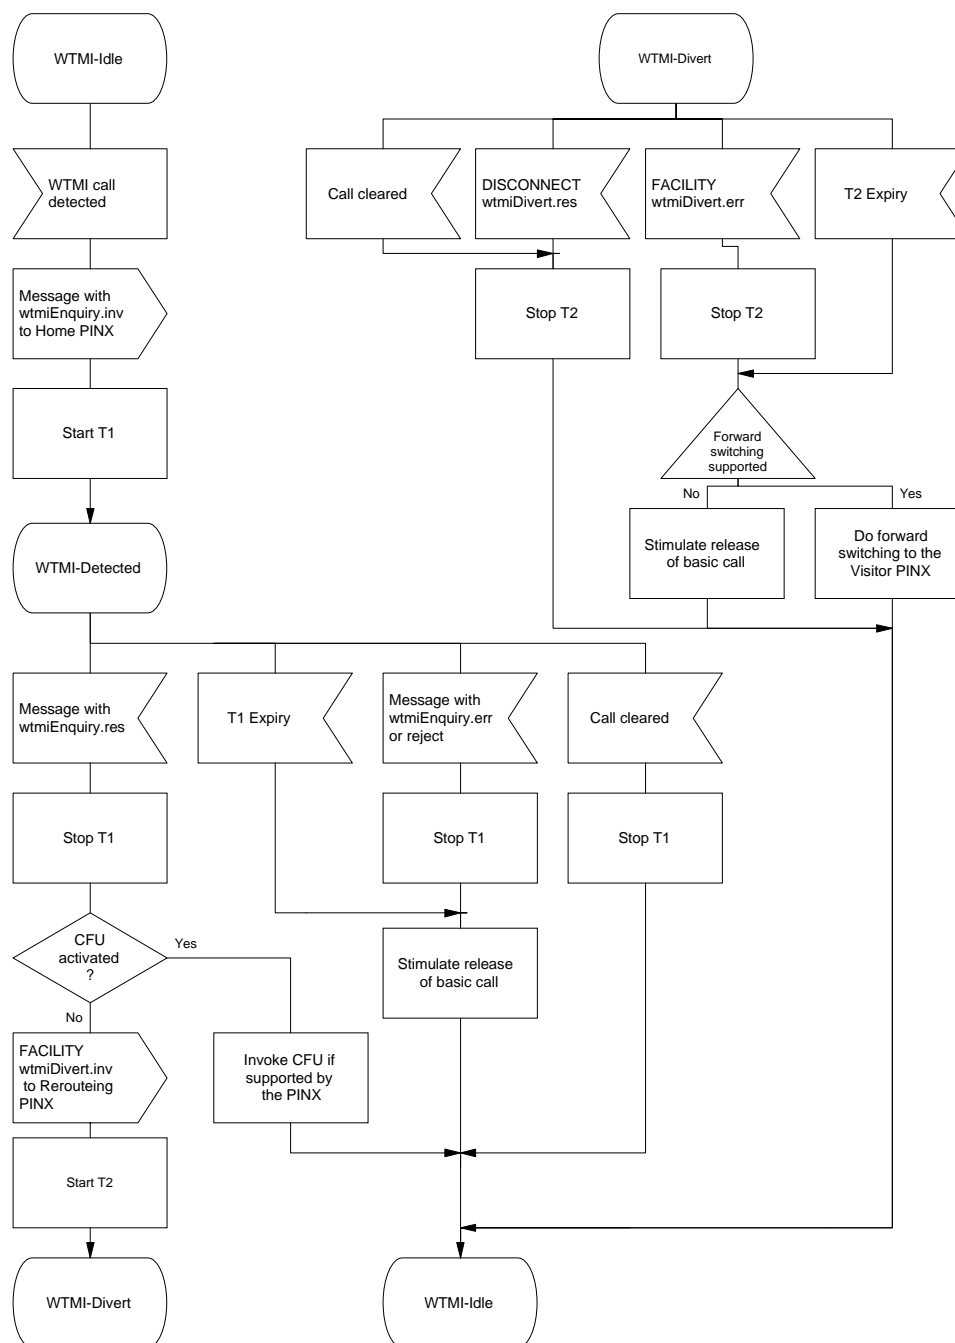 WTMI-Idle
WTMI-Divert
WTMI call
detected
Call cleared
DISCONNECT
wtmiDivert.res
FACILITY
wtmiDivert.err
T2 Expiry
Message with
wtmiEnquiry.inv
to Home PINX
Stop T2
Stop T2
Start T1
Forward
switching
supported
No
Yes
Stimulate release
of basic call
Do forward
switching to the
Visitor PINX
WTMI-Detected
Message with
wtmiEnquiry.res
T1 Expiry
Message with
wtmiEnquiry.err
or reject
Call cleared
Stop T1
Stop T1
Stop T1
CFU
activated
?
Yes
No
Stimulate release
of basic call
FACILITY
wtmiDivert.inv
to Rerouteing
PINX
Invoke CFU if
supported by
the PINX
Start T2
WTMI-Divert
WTMI-Idle